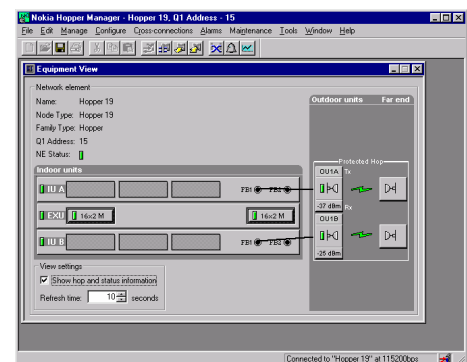 Nokia Hopper Manager - Hopper 19, Q1 Address - 15
File Edit Manage Configure Cross-connections Alarms Maintenance Tools Window Help
Equipment View
Network element
Name: Hopper 19
Node Type: Hopper 19
Family Type: Hopper
Q1 Address: 15
NE Status:
Outdoor units Far end
Protected Hop
OU1A Tx
-37 dBm Rx
OU1B
-25 dBm
Indoor units
IU A FB1 FB2
EXU 16x2 M 16x2 M
IU B FB1 FB2
View settings
Show hop and status information
Refresh time: 10 seconds
Connected to "Hopper 19" at 115200bps